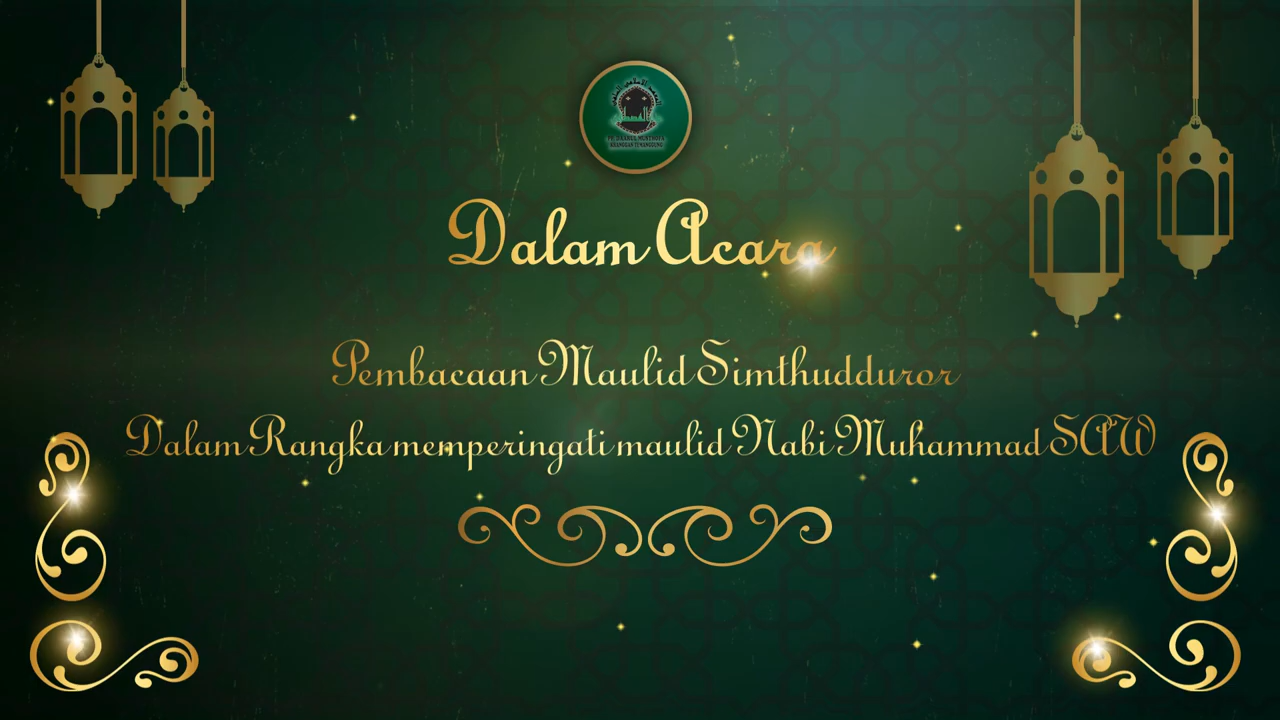 Dalam Acara
Pembacaan Maulid Simthudduror
Dalam Rangka memperingati maulid Nabi Muhammad SAW